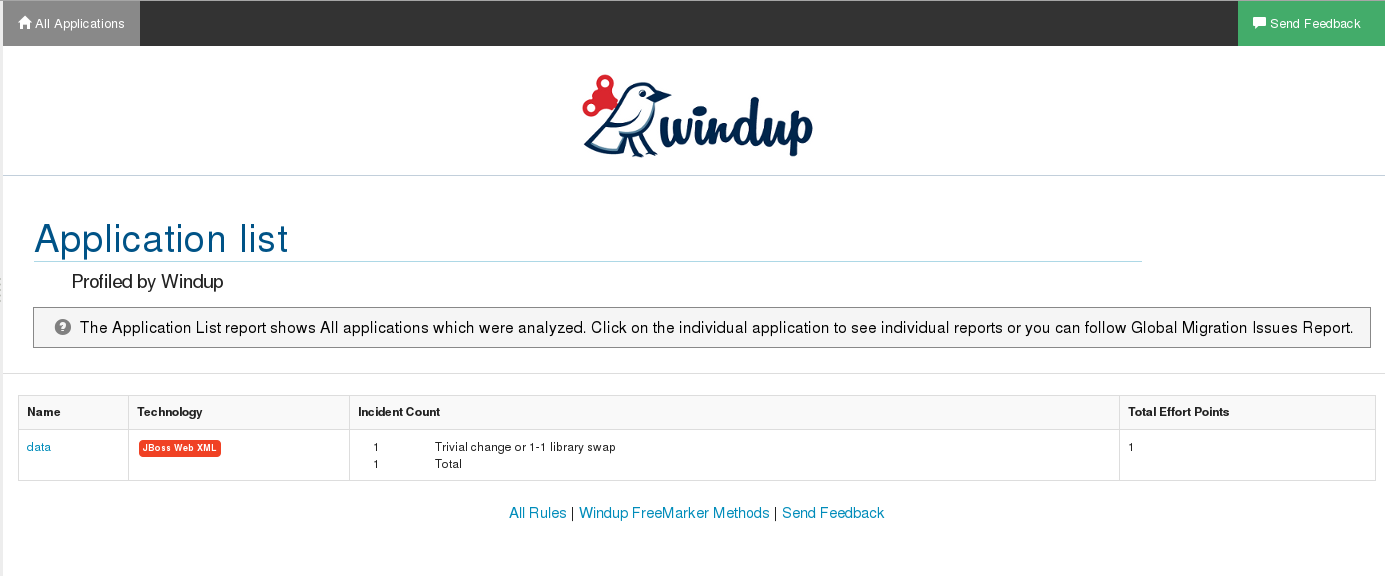 All Applications
Send Feedback
windup
Application list
Profiled by Windup
? The Application List report shows All applications which were analyzed. Click on the individual application to see individual reports or you can follow Global Migration Issues Report.
Name Technology Incident Count Total Effort Points
data JBoss Web XML 1 Trivial change or 1-1 library swap 1
1 Total
All Rules | Windup FreeMarker Methods | Send Feedback